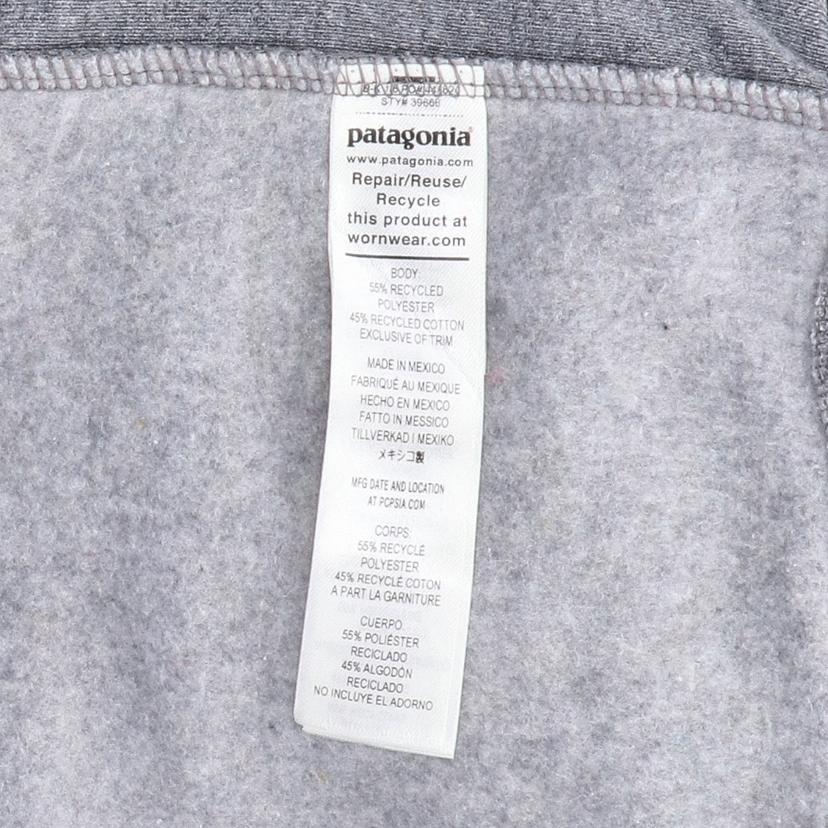 STY# 39666
patagonia®
www.patagonia.com
Repair/Reuse/
Recycle
this product at
wornwear.com
BODY:
55% RECYCLED
POLYESTER
45% RECYCLED COTTON
EXCLUSIVE OF TRIM
MADE IN MEXICO
FABRIQUÉ AU MEXIQUE
HECHO EN MEXICO
FATTO IN MESSICO
TILLVERKAD I MEXIKO
メキシコ製
MFG DATE AND LOCATION
AT PCPSIA.COM
CORPS:
55% RECYCLÉ
POLYESTER
45% RECYCLÉ COTON
A PART LA GARNITURE
CUERPO:
55% POLIÉSTER
RECICLADO
45% ALGODÓN
RECICLADO
NO INCLUYE EL ADORNO